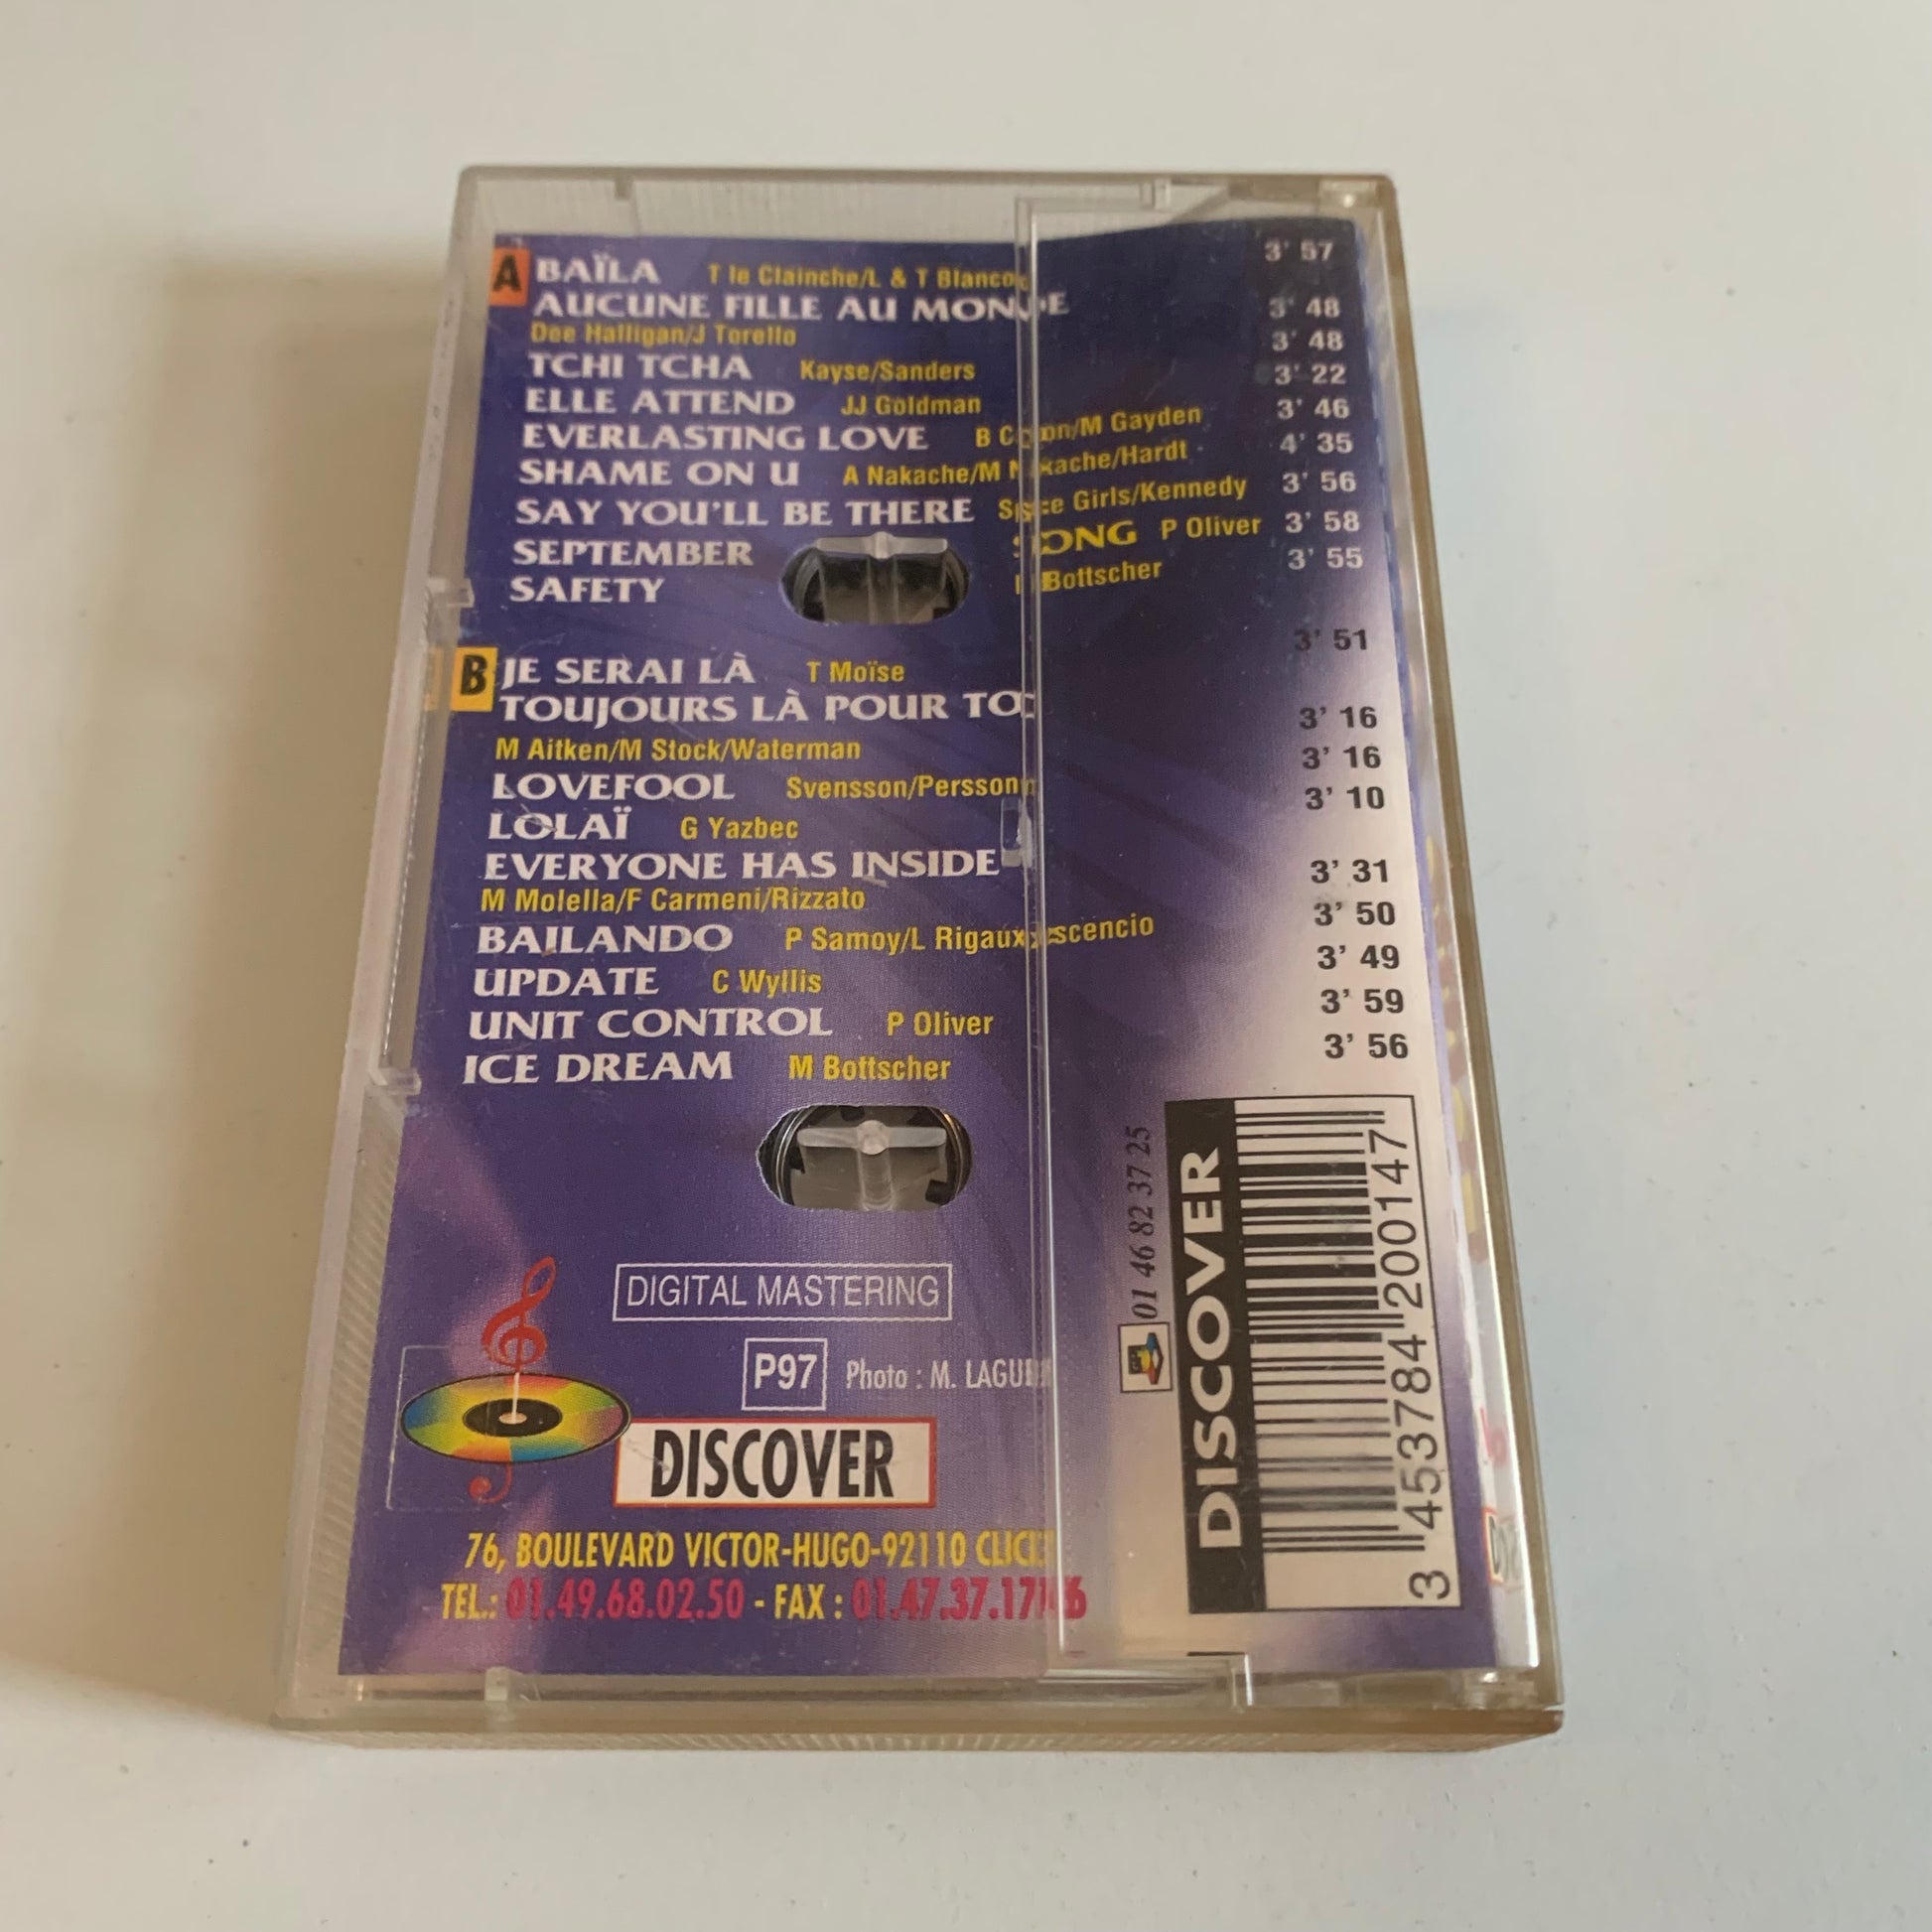 A BAÏLA T le Clainche/L & T Blanco 3' 57
AUCUNE FILLE AU MONDE 3' 48
Dee Halligan/J Torello 3' 48
TCHI TCHA Kayse/Sanders 3' 22
ELLE ATTEND JJ Goldman 3' 46
EVERLASTING LOVE B C on/M Gayden 4' 35
SHAME ON U A Nakache/M Nakache/Hardt 3' 56
SAY YOU'LL BE THERE Spice Girls/Kennedy 3' 58
SEPTEMBER SONG P Oliver 3' 55
SAFETY Bottscher
B JE SERAI LÀ T Moïse 3' 51
TOUJOURS LÀ POUR TO 3' 16
M Aitken/M Stock/Waterman 3' 16
LOVEFOOL Svensson/Persson 3' 10
LOLAÏ G Yazbec
EVERYONE HAS INSIDE 3' 31
M Molella/F Carmeni/Rizzato 3' 50
BAILANDO P Samoy/L Rigaux scencio 3' 49
UPDATE C Wyllis 3' 59
UNIT CONTROL P Oliver 3' 56
ICE DREAM M Bottscher
DIGITAL MASTERING
P97 Photo : M.
DISCOVER
76, BOULEVARD VICTOR-HUGO-92110
TEL.: 01.49.68.02.50 - FAX :
01 46 82 37 25
DISCOVER
3 453784 200147